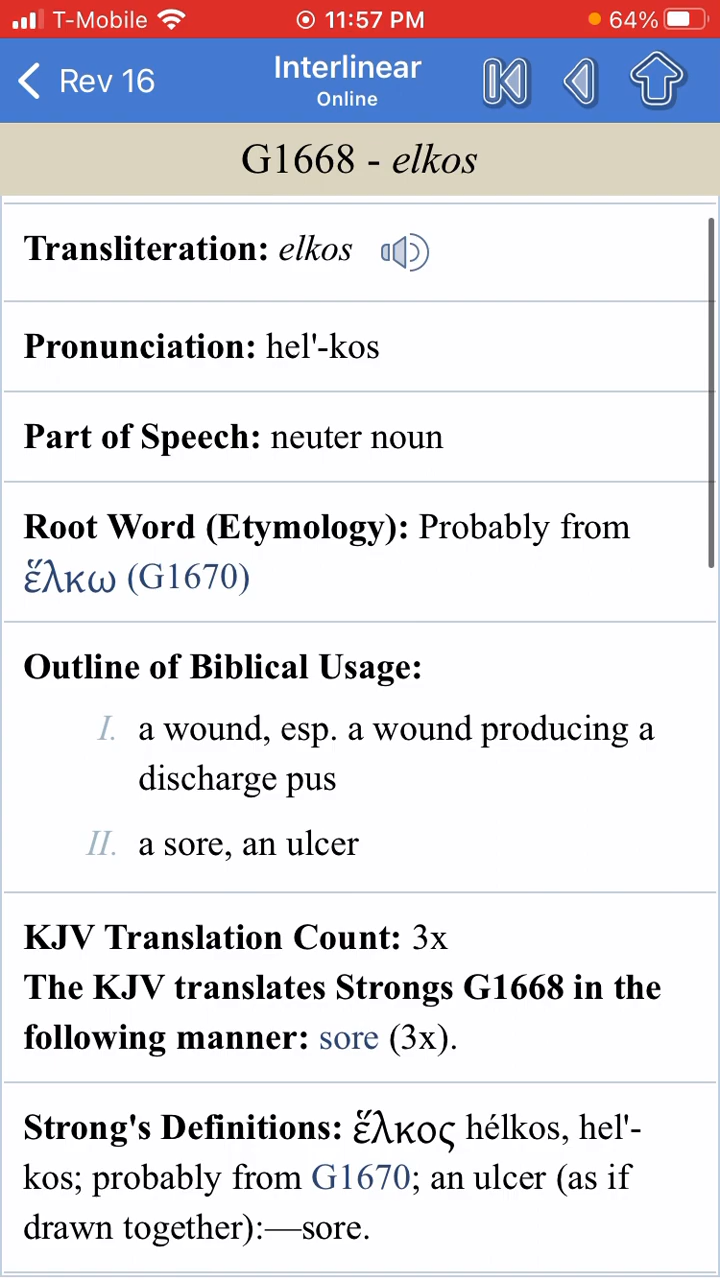 T-Mobile 11:57 PM 64%
Rev 16 Interlinear
Online
G1668 - elkos
Transliteration: elkos
Pronunciation: hel'-kos
Part of Speech: neuter noun
Root Word (Etymology): Probably from
ἕλκω (G1670)
Outline of Biblical Usage:
I. a wound, esp. a wound producing a
discharge pus
II. a sore, an ulcer
KJV Translation Count: 3x
The KJV translates Strongs G1668 in the
following manner: sore (3x).
Strong's Definitions: ἕλκος hélkos, hel'-
kos; probably from G1670; an ulcer (as if
drawn together):—sore.